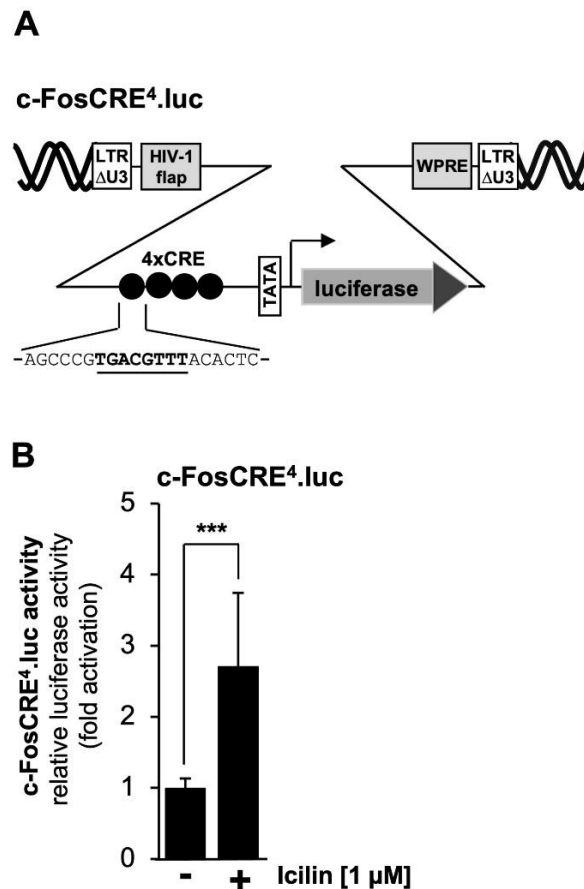 A
c-FosCRE⁴.luc
LTR
ΔU3
HIV-1
flap
WPRE
LTR
ΔU3
4xCRE
TATA
luciferase
–AGCCCGTGACGTTTACACTC–
B
c-FosCRE⁴.luc
c-FosCRE⁴.luc activity
relative luciferase activity
(fold activation)
5
4
3
2
1
0
***
- + Icilin [1 µM]